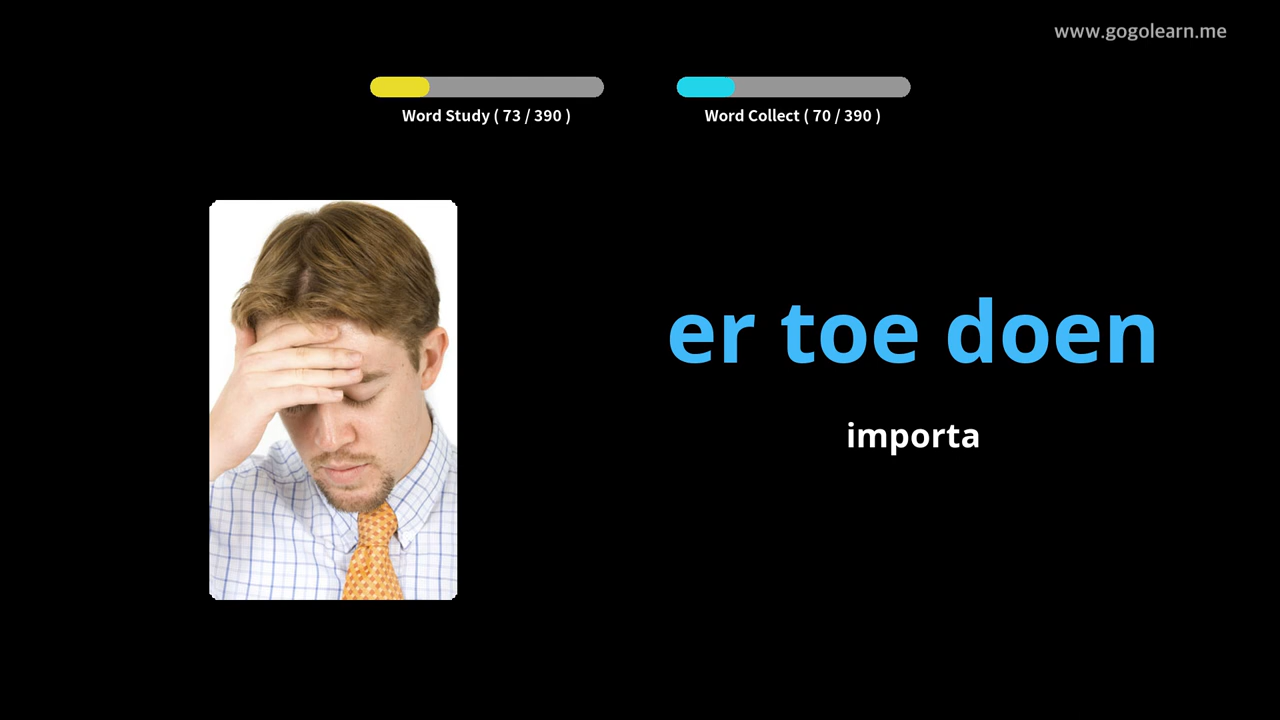 www.gogolearn.me
Word Study ( 73 / 390 )
Word Collect ( 70 / 390 )
er toe doen
importa